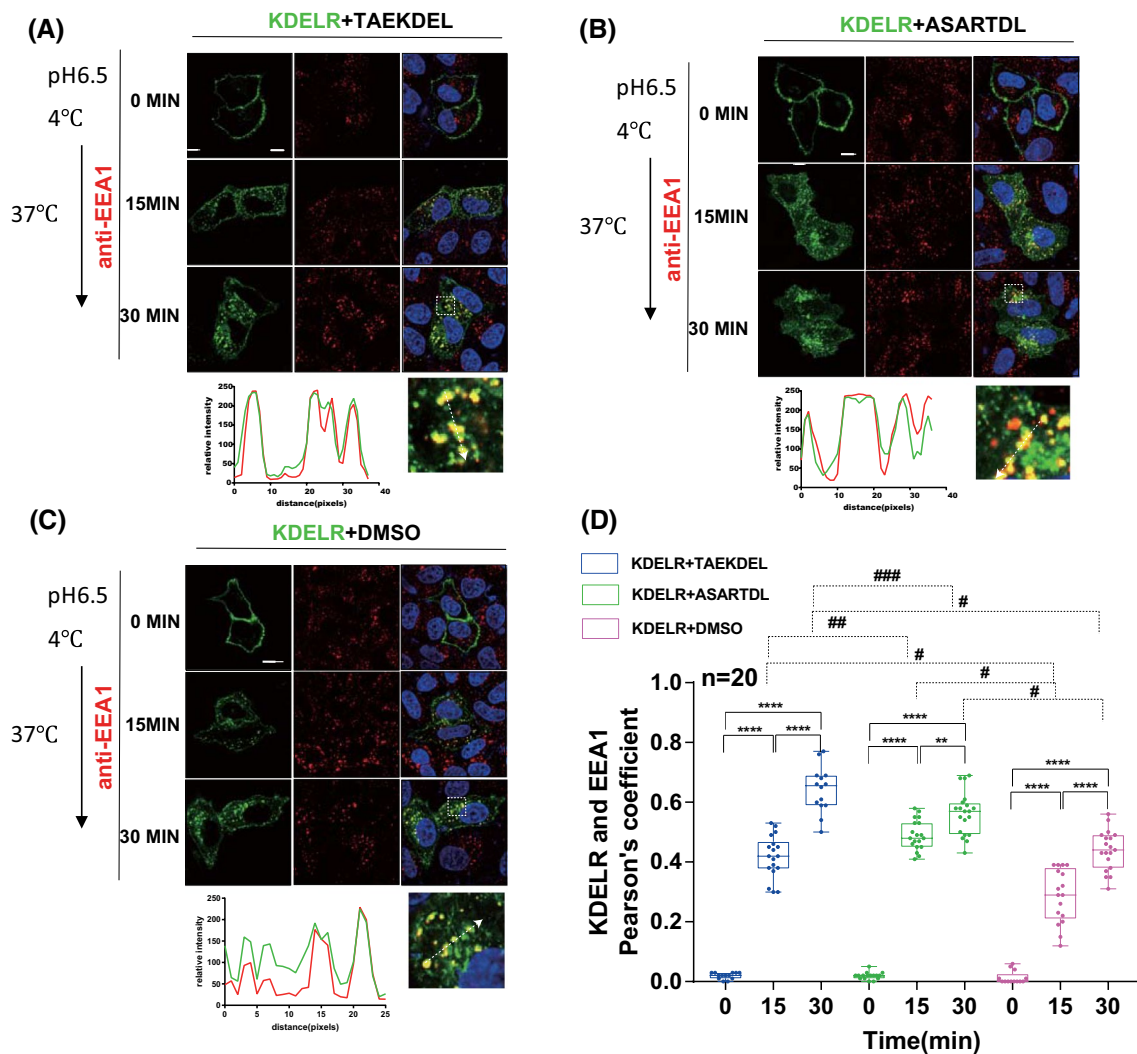 (A)
KDELR+TAEKDEL
pH6.5
4°C
37°C
anti-EEA1
0 MIN
15MIN
30 MIN
relative intensity
250
200
150
100
50
0
0 10 20 30 40
distance(pixels)
(B)
KDELR+ASARTDL
pH6.5
4°C
37°C
anti-EEA1
0 MIN
15MIN
30 MIN
relative intensity
250
200
150
100
50
0
0 10 20 30 40
distance(pixels)
(C)
KDELR+DMSO
pH6.5
4°C
37°C
anti-EEA1
0 MIN
15MIN
30 MIN
relative intensity
250
200
150
100
50
0
0 5 10 15 20 25
distance(pixels)
(D)
KDELR+TAEKDEL
KDELR+ASARTDL
KDELR+DMSO
###
#
##
#
#
#
n=20
KDELR and EEA1
Pearson's coefficient
1.0
0.8
0.6
0.4
0.2
0.0
****
**** ****
****
**** **
****
**** ****
0 15 30 0 15 30 0 15 30
Time(min)